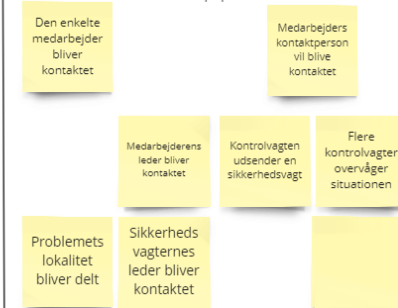 Den enkelte
medarbejder
bliver
kontaktet
Medarbejders
kontaktperson
vil blive
kontaktet
Medarbejderens
leder bliver
kontaktet
Kontrolvagten
udsender en
sikkerhedsvagt
Flere
kontrolvagter
overvåger
situationen
Problemets
lokalitet
bliver delt
Sikkerheds
vagternes
leder bliver
kontaktet